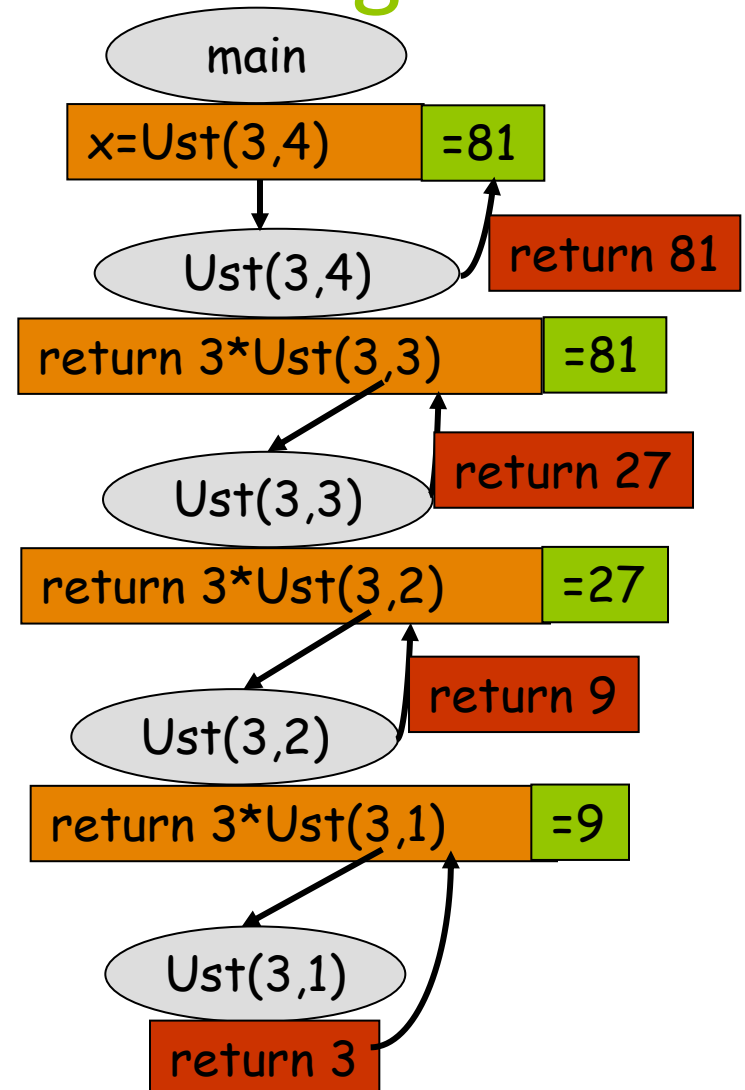 main
x=Ust(3,4) =81
return 81
Ust(3,4)
return 3*Ust(3,3) =81
return 27
Ust(3,3)
return 3*Ust(3,2) =27
return 9
Ust(3,2)
return 3*Ust(3,1) =9
Ust(3,1)
return 3